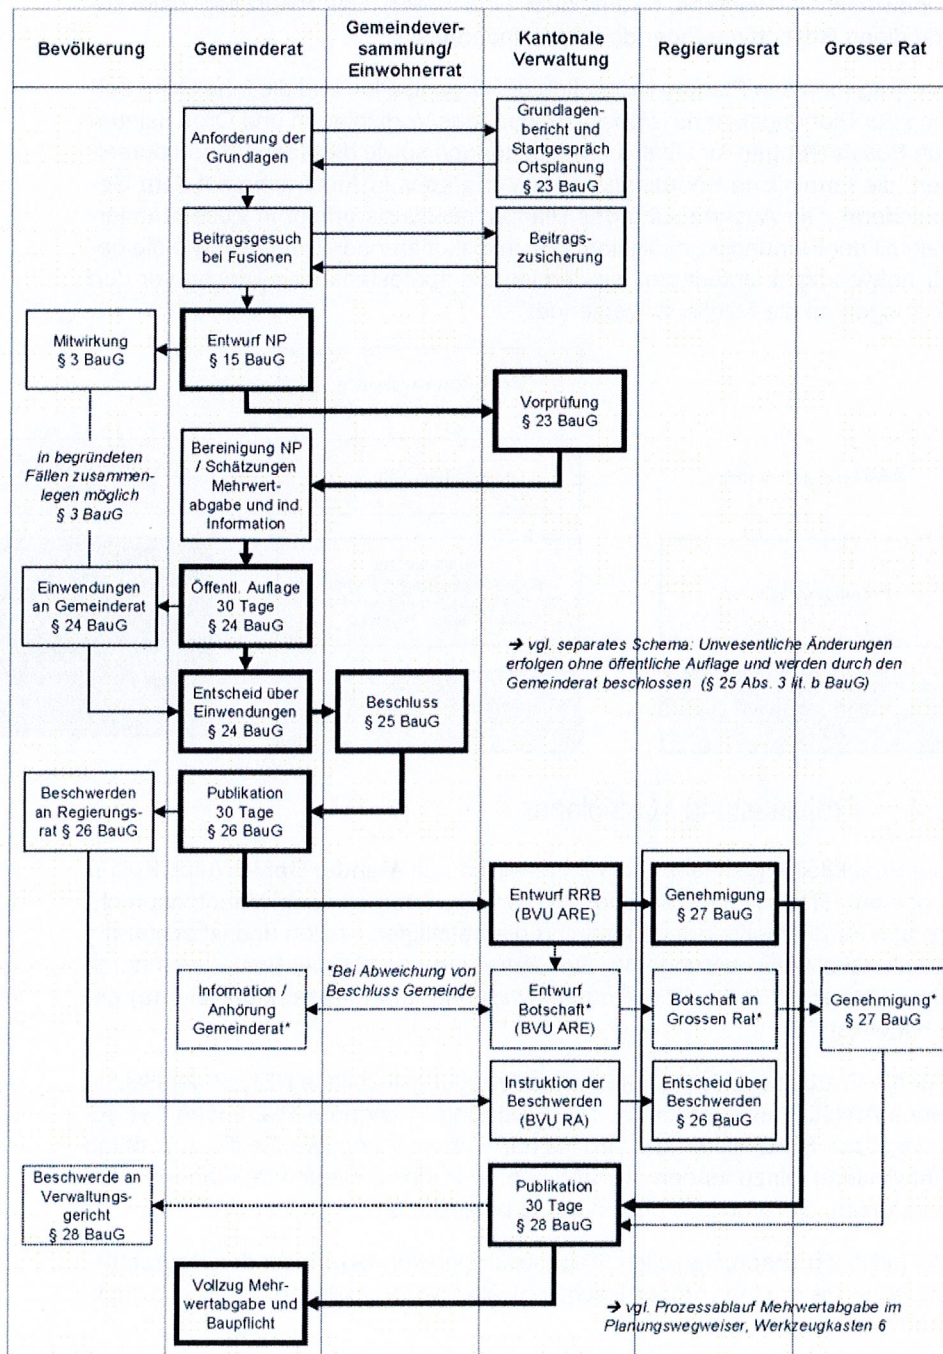 Bevölkerung
Gemeinderat
Gemeindever-
sammlung/
Einwohnerrat
Kantonale
Verwaltung
Regierungsrat
Grosser Rat
Anforderung der
Grundlagen
Grundlagen-
bericht und
Startgespräch
Ortsplanung
§ 23 BauG
Beitragsgesuch
bei Fusionen
Beitrags-
zusicherung
Mitwirkung
§ 3 BauG
Entwurf NP
§ 15 BauG
Vorprüfung
§ 23 BauG
in begründeten
Fällen zusammen-
legen möglich
§ 3 BauG
Bereinigung NP
/ Schätzungen
Mehrwert-
abgabe und ind.
Information
Einwendungen
an Gemeinderat
§ 24 BauG
Öffentl. Auflage
30 Tage
§ 24 BauG
→ vgl. separates Schema: Unwesentliche Änderungen
erfolgen ohne öffentliche Auflage und werden durch den
Gemeinderat beschlossen (§ 25 Abs. 3 lit. b BauG)
Entscheid über
Einwendungen
§ 24 BauG
Beschluss
§ 25 BauG
Beschwerden
an Regierungs-
rat § 26 BauG
Publikation
30 Tage
§ 26 BauG
Entwurf RRB
(BVU ARE)
Genehmigung
§ 27 BauG
Information /
Anhörung
Gemeinderat*
*Bei Abweichung von
Beschluss Gemeinde
Entwurf
Botschaft*
(BVU ARE)
Botschaft an
Grossen Rat*
Genehmigung*
§ 27 BauG
Instruktion der
Beschwerden
(BVU RA)
Entscheid über
Beschwerden
§ 26 BauG
Beschwerde an
Verwaltungs-
gericht
§ 28 BauG
Publikation
30 Tage
§ 28 BauG
Vollzug Mehr-
wertabgabe und
Baupflicht
→ vgl. Prozessablauf Mehrwertabgabe im
Planungswegweiser, Werkzeugkasten 6